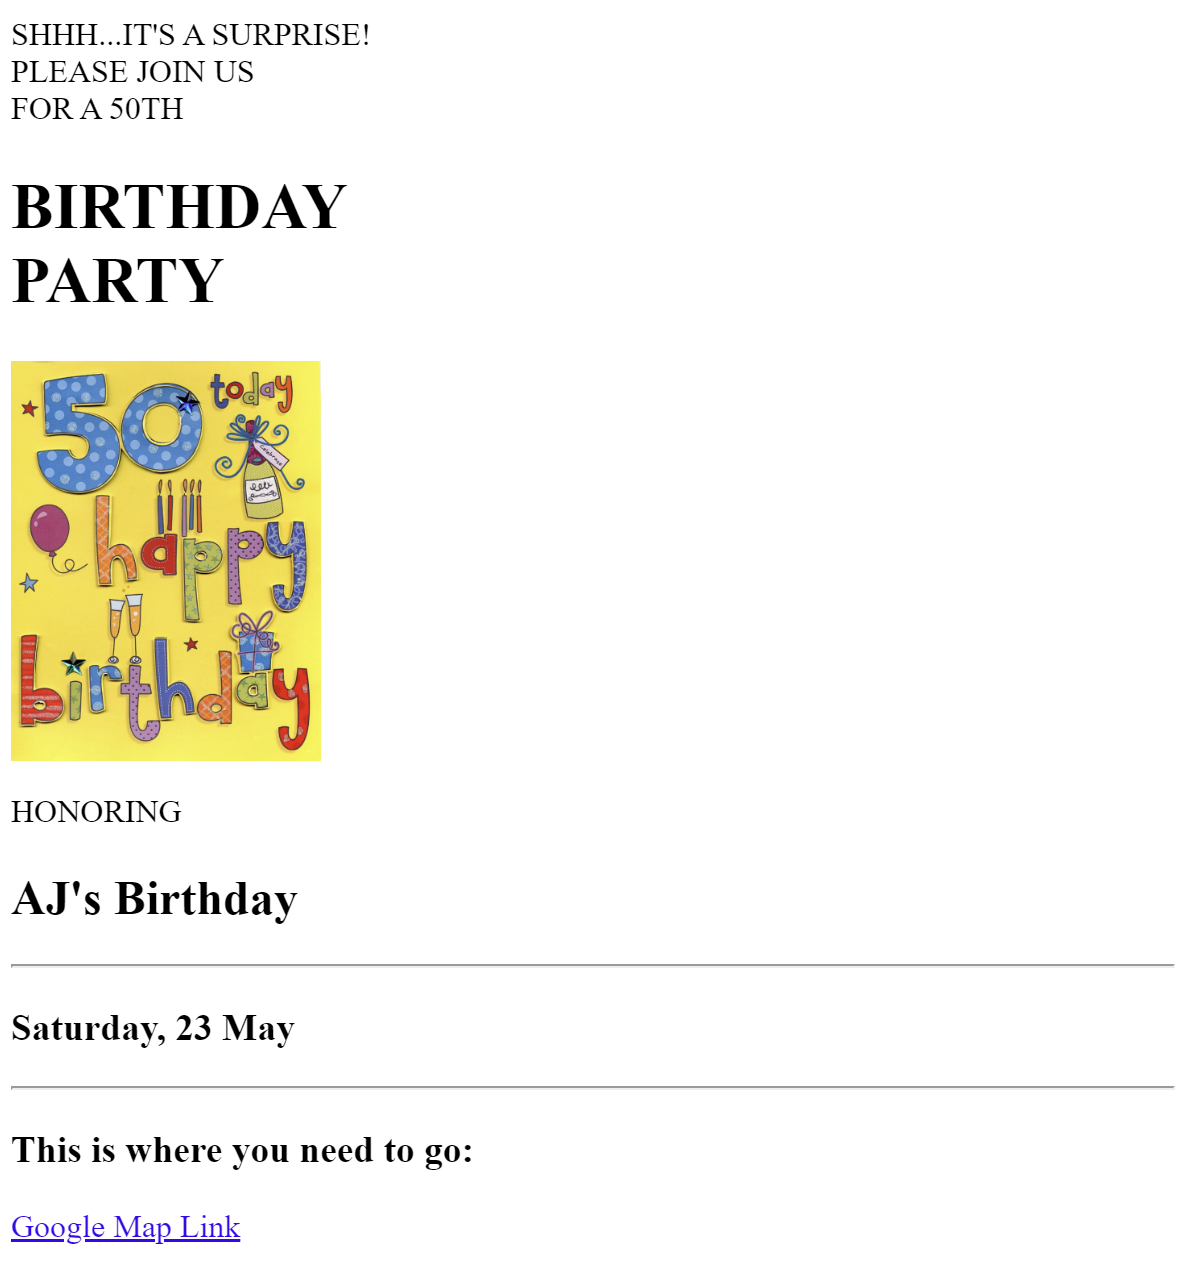 SHHH...IT'S A SURPRISE!
PLEASE JOIN US
FOR A 50TH
BIRTHDAY
PARTY
50 today
Celebrate
happy
birthday
HONORING
AJ's Birthday
Saturday, 23 May
This is where you need to go:
Google Map Link